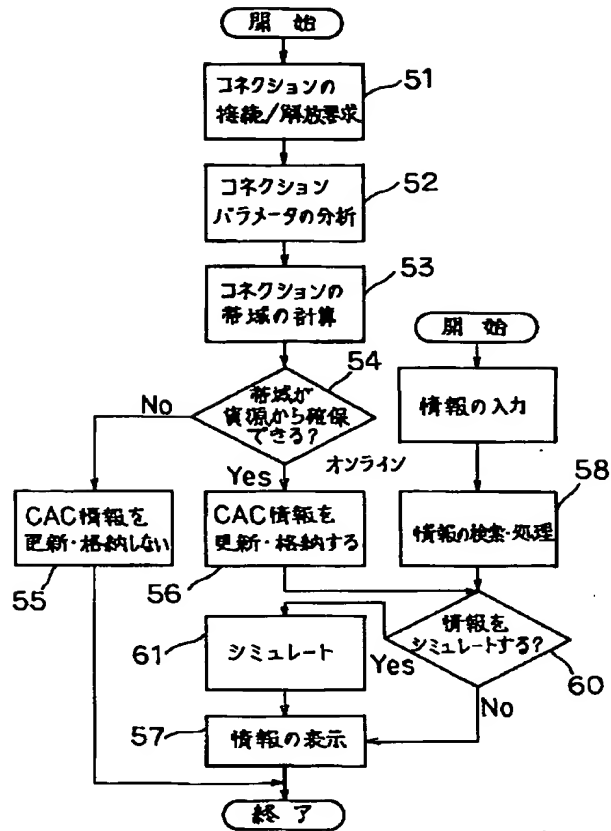 開始
コネクションの
接続/解放要求
51
コネクション
パラメータの分析
52
コネクションの
帯域の計算
53
開始
54
帯域が
資源から確保
できる?
No
Yes
オンライン
情報の入力
58
情報の検索・処理
CAC情報を
更新・格納しない
55
CAC情報を
更新・格納する
56
情報を
シミュレートする?
60
61
シミュレート
Yes
No
57
情報の表示
終了